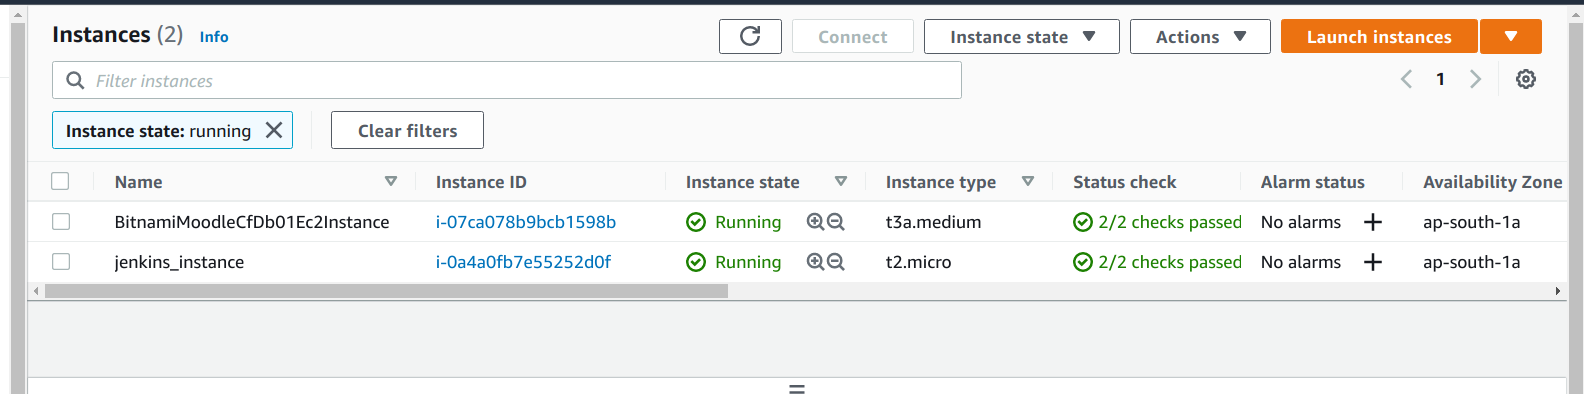 Instances (2) Info Connect Instance state Actions Launch instances
Filter instances 1
Instance state: running Clear filters
Name Instance ID Instance state Instance type Status check Alarm status Availability Zone
BitnamiMoodleCfDb01Ec2Instance i-07ca078b9bcb1598b Running t3a.medium 2/2 checks passed No alarms ap-south-1a
jenkins_instance i-0a4a0fb7e55252d0f Running t2.micro 2/2 checks passed No alarms ap-south-1a